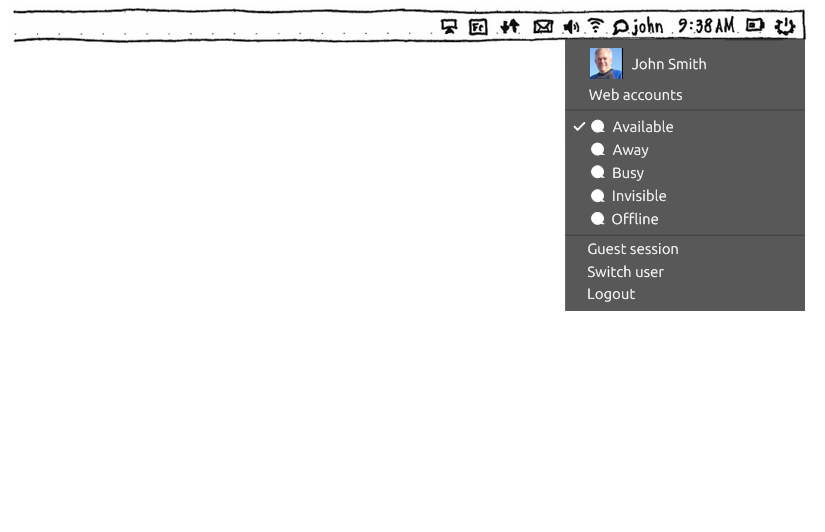 Fc john 9:38 AM
John Smith
Web accounts
Available
Away
Busy
Invisible
Offline
Guest session
Switch user
Logout